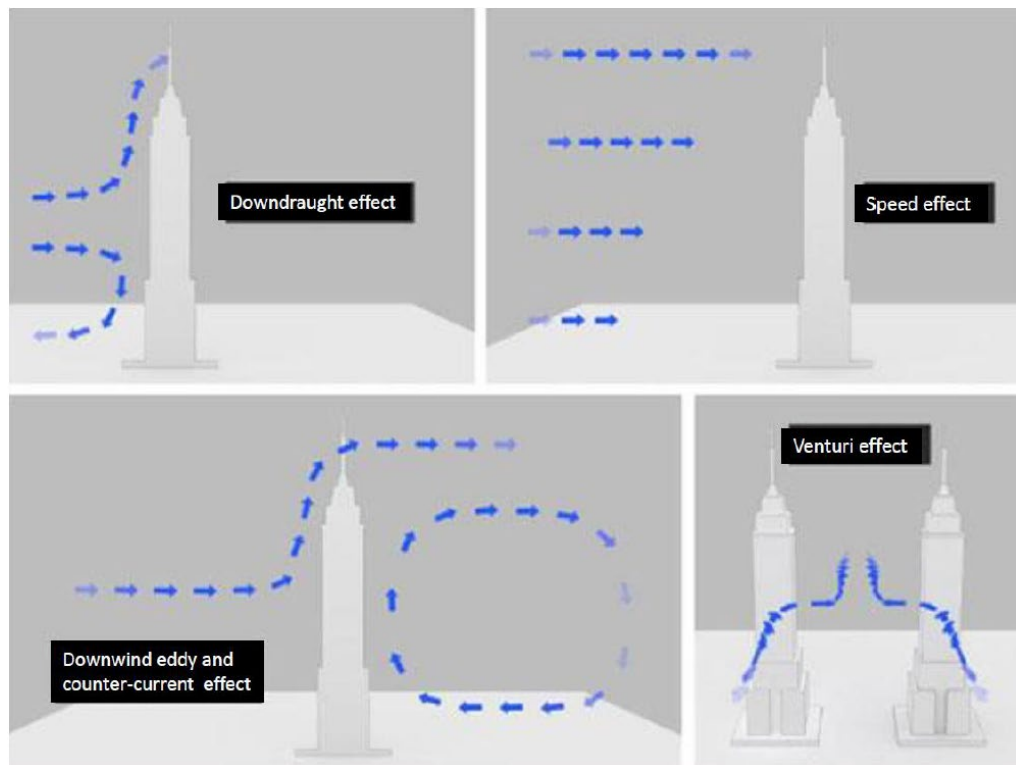 Downdraught effect
Speed effect
Downwind eddy and
counter-current effect
Venturi effect